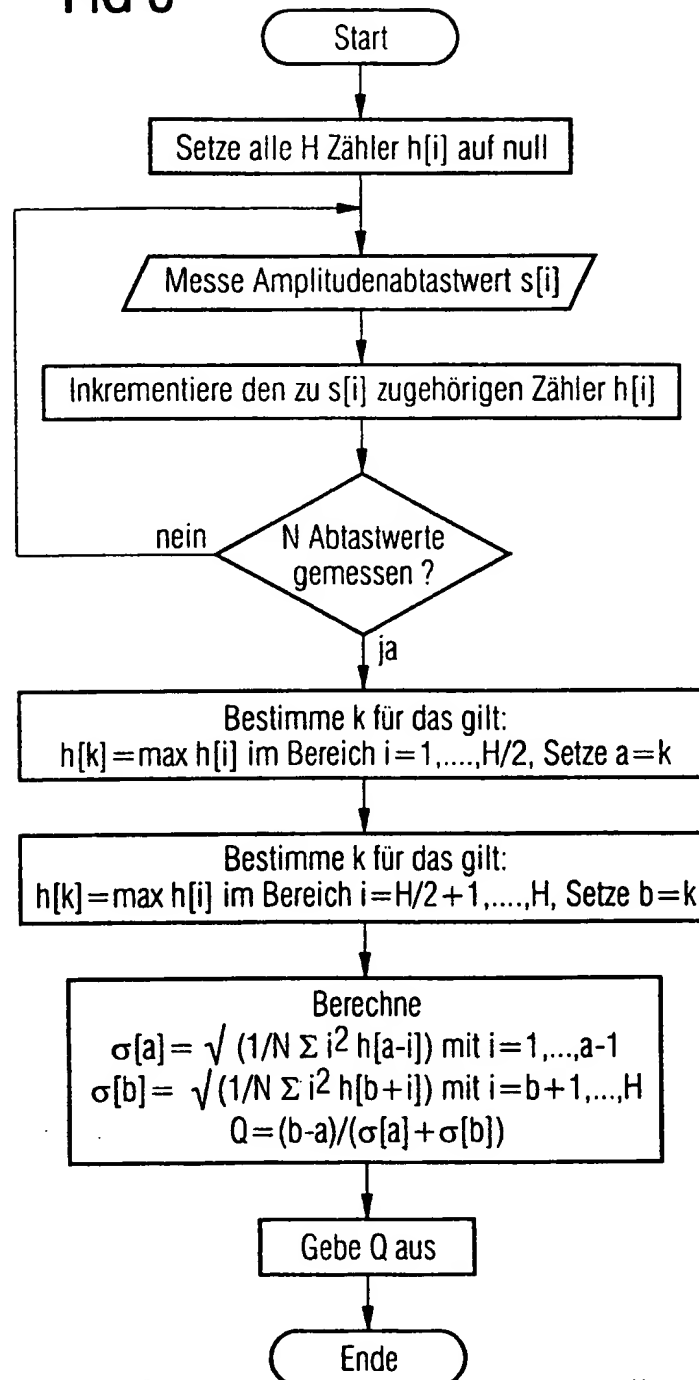 Start
Setze alle H Zähler h[i] auf null
Messe Amplitudenabtastwert s[i]
Inkrementiere den zu s[i] zugehörigen Zähler h[i]
N Abtastwerte
gemessen ?
nein
ja
Bestimme k für das gilt:
h[k]=max h[i] im Bereich i=1,....,H/2, Setze a=k
Bestimme k für das gilt:
h[k]=max h[i] im Bereich i=H/2+1,....,H, Setze b=k
Berechne
σ[a]= √ (1/N Σ i² h[a-i]) mit i=1,...,a-1
σ[b]= √(1/N Σ i² h[b+i]) mit i=b+1,...,H
Q=(b-a)/(σ[a]+σ[b])
Gebe Q aus
Ende